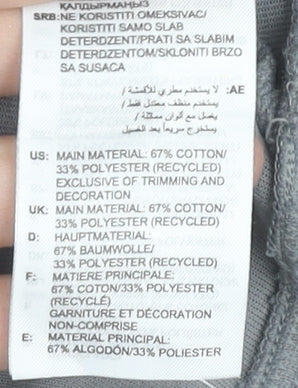 ҚАЛДЫРМАҢЫЗ
SRB: NE KORISTITI OMEKSIVAC/
KORISTITI SAMO SLAB
DETERDZENT/PRATI SA SLABIM
DETERDZENTOM/SKLONITI BRZO
SA SUSACA
AE: لا يستخدم مطري للأقمشة /
يستخدم منظف معتدل فقط /
يغسل مع ألوان مماثلة /
يستخرج سريعاً بعد الغسيل
US: MAIN MATERIAL: 67% COTTON/
33% POLYESTER (RECYCLED)
EXCLUSIVE OF TRIMMING AND
DECORATION
UK: MAIN MATERIAL: 67% COTTON/
33% POLYESTER (RECYCLED)
D: HAUPTMATERIAL:
67% BAUMWOLLE/
33% POLYESTER (RECYCLED)
F: MATIERE PRINCIPALE:
67% COTON/33% POLYESTER
(RECYCLÉ)
GARNITURE ET DÉCORATION
NON-COMPRISE
E: MATERIAL PRINCIPAL:
67% ALGODÓN/33% POLIESTER